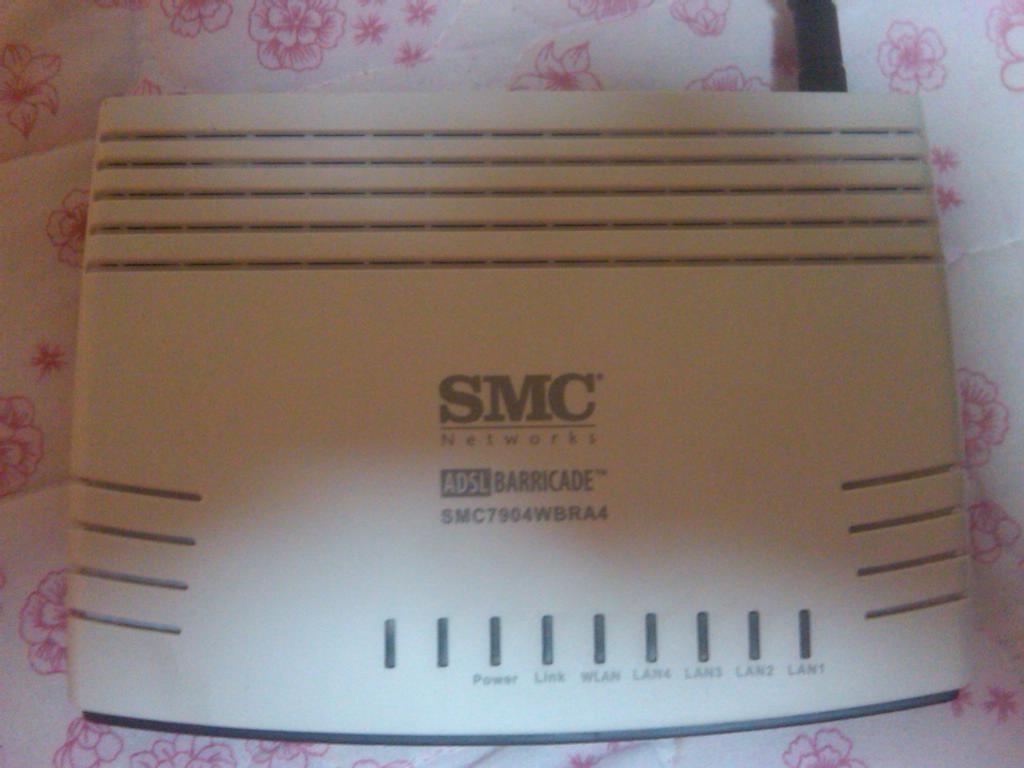 SMC®
Networks
ADSL BARRICADE™
SMC7904WBRA4
Power Link WLAN LAN4 LAN3 LAN2 LAN1